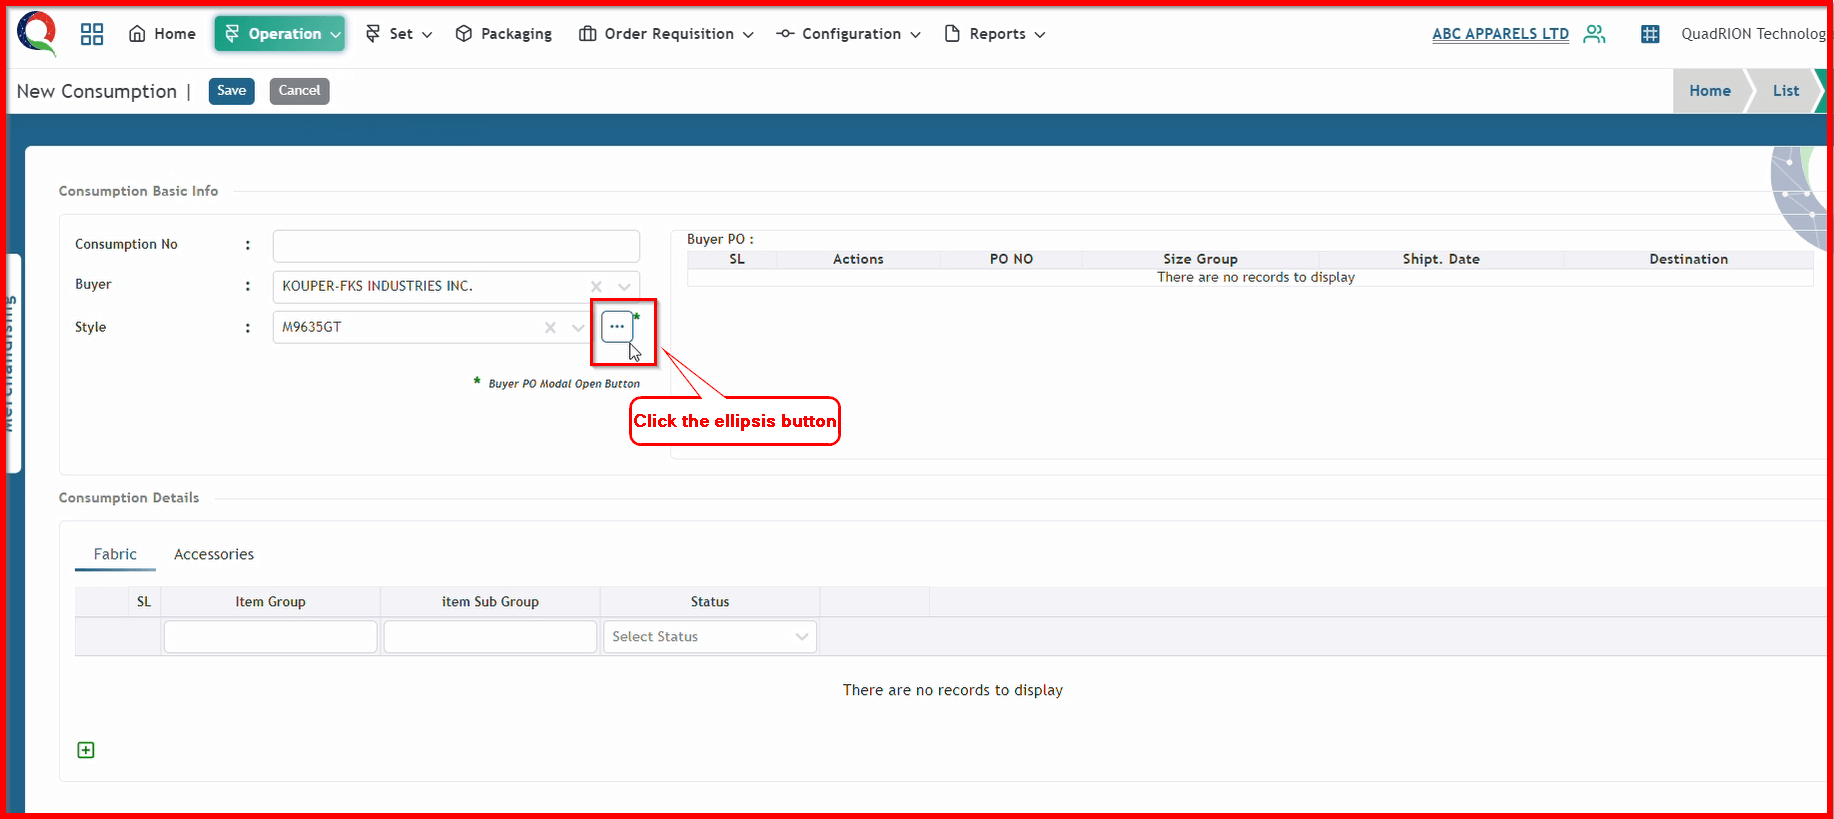 Home Operation Set Packaging Order Requisition Configuration Reports ABC APPARELS LTD QuadRION Technolog
New Consumption | Save Cancel Home List
Merchandising
Consumption Basic Info
Consumption No :
Buyer : KOUPER-FKS INDUSTRIES INC.
Style : M9635GT ... *
* Buyer PO Modal Open Button
Click the ellipsis button
Buyer PO :
SL Actions PO NO Size Group Shipt. Date Destination
There are no records to display
Consumption Details
Fabric Accessories
SL Item Group item Sub Group Status
Select Status
There are no records to display